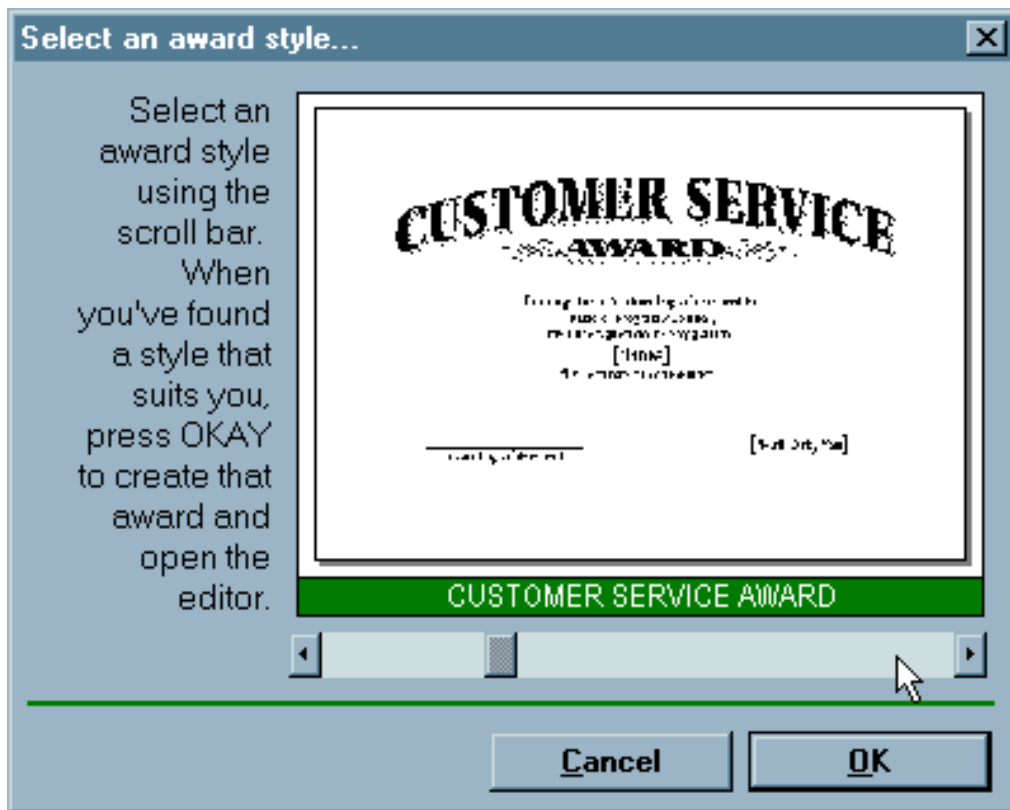 Select an award style...
Select an
award style
using the
scroll bar.
When
you've found
a style that
suits you,
press OKAY
to create that
award and
open the
editor.
CUSTOMER SERVICE
AWARD
CUSTOMER SERVICE AWARD
Cancel
OK